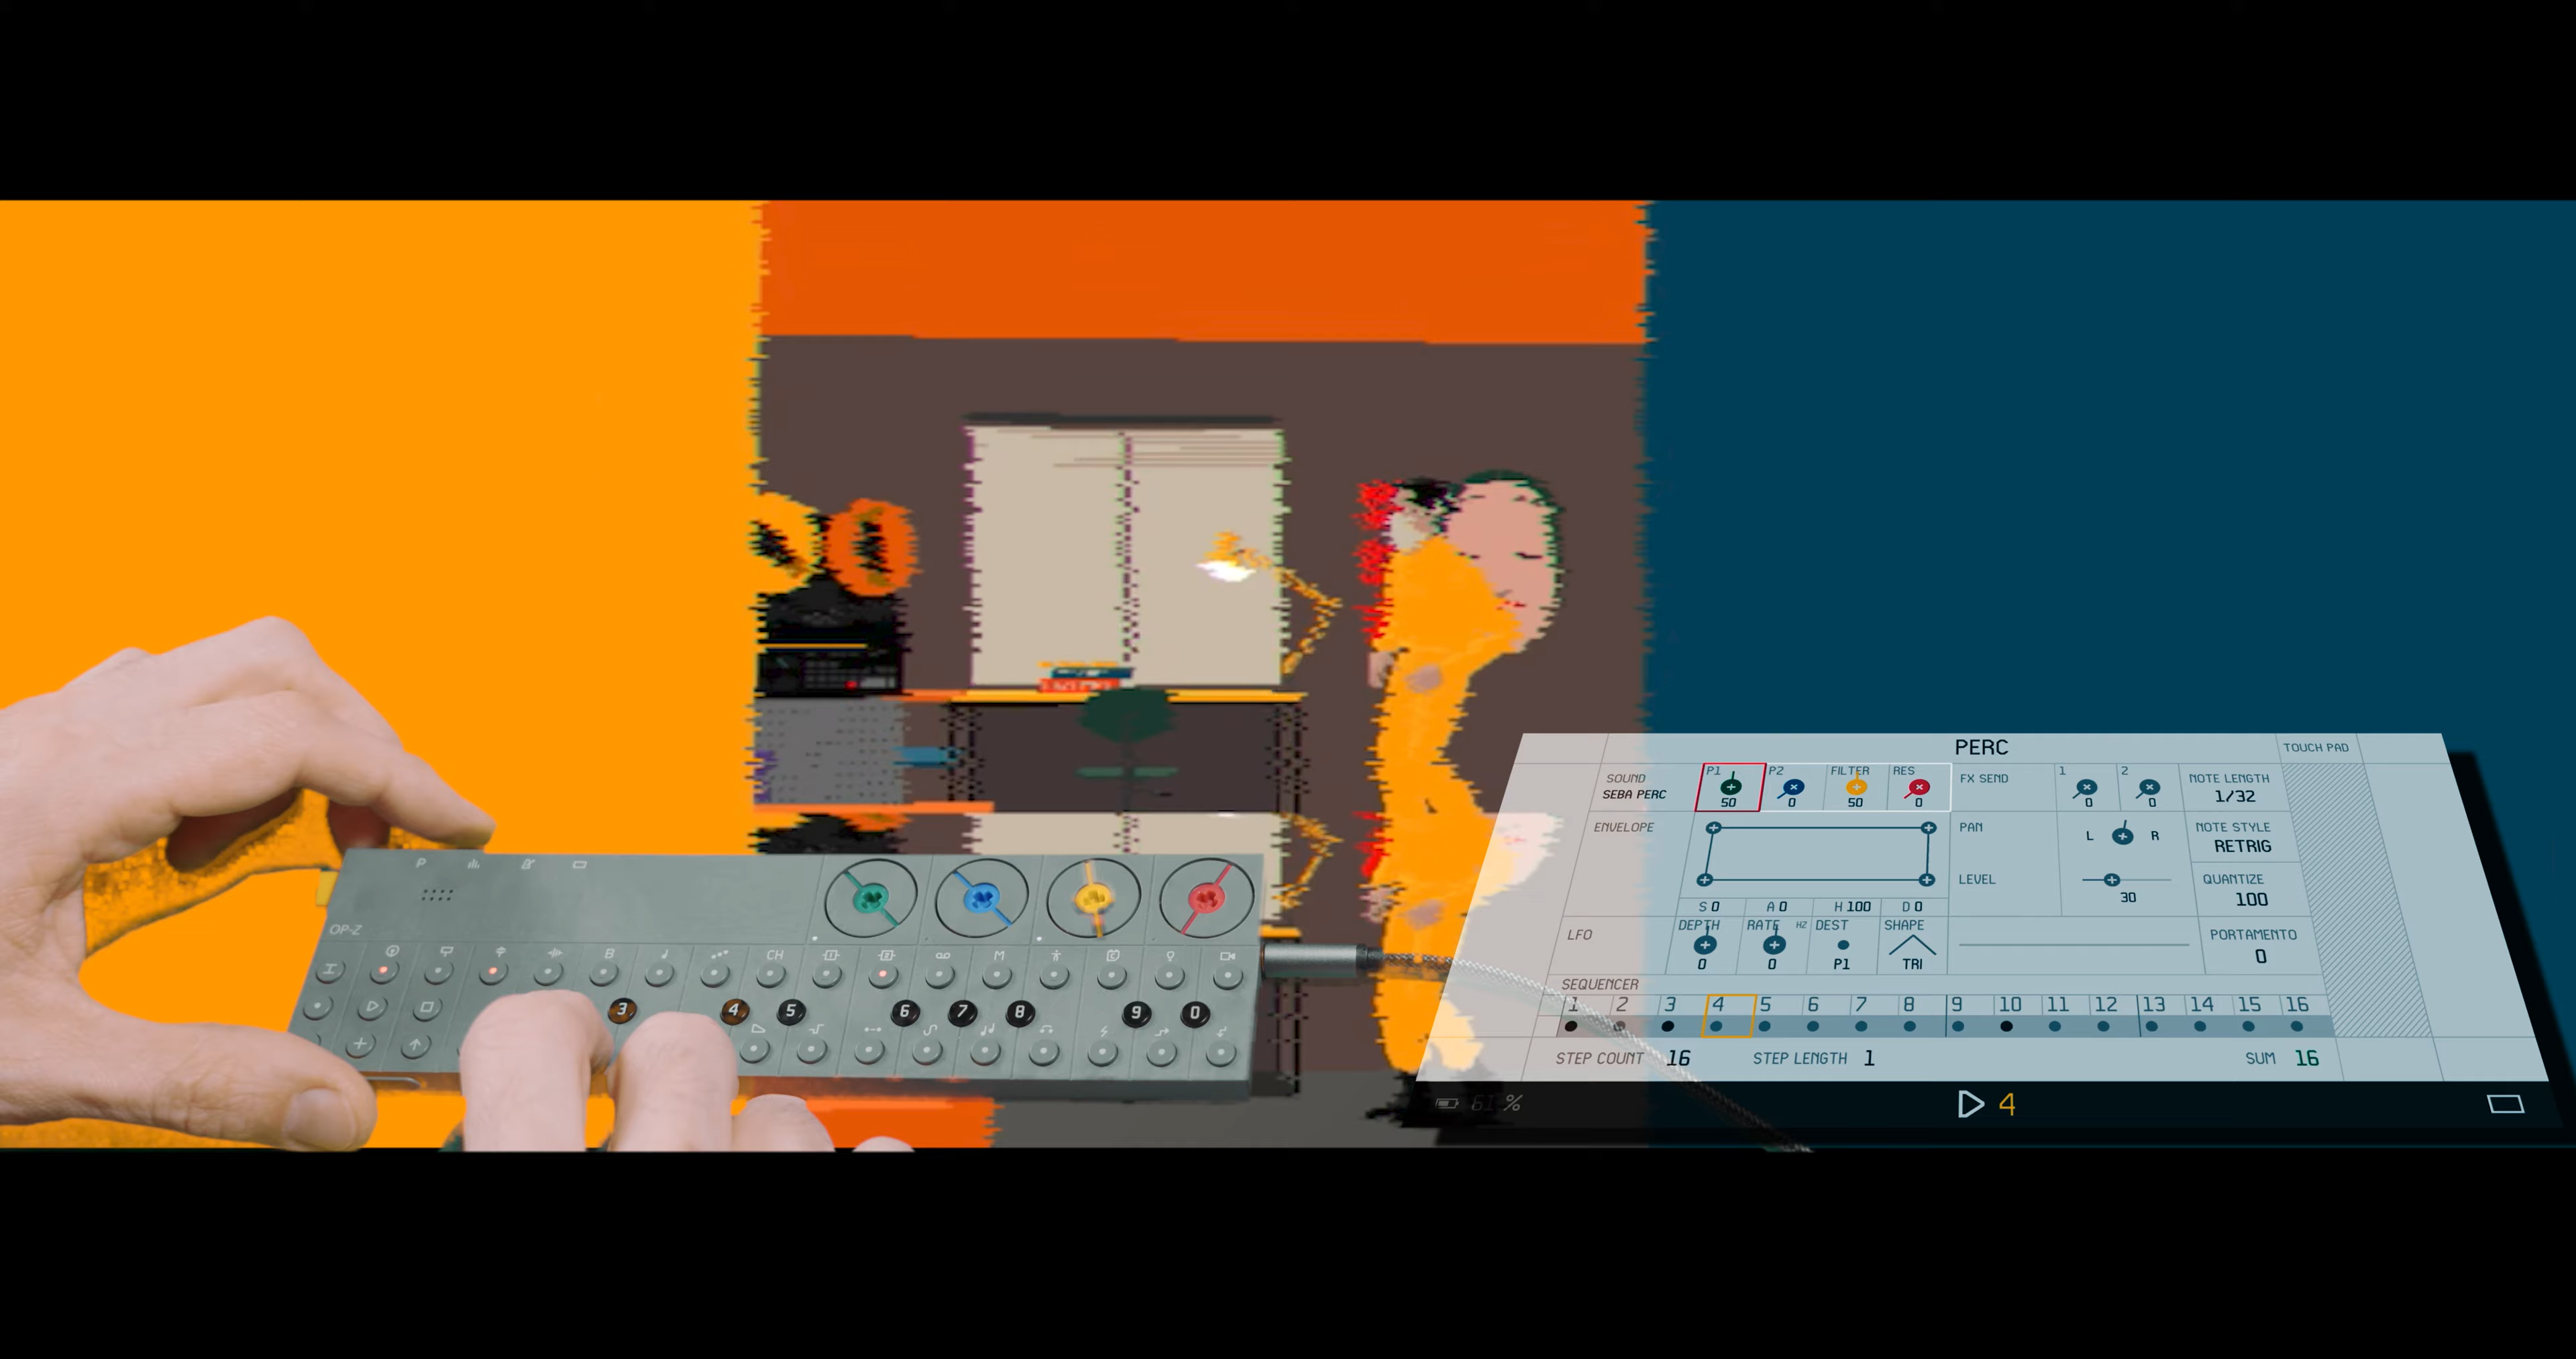 P
OP-Z
B
CH
M
3 4 5 6 7 8 9 0
PERC
TOUCH PAD
SOUND
SEBA PERC
P1
50
P2
0
FILTER
50
RES
0
FX SEND
1
0
2
0
NOTE LENGTH
1/32
ENVELOPE
S 0 A 0 H 100 D 0
PAN
L R
NOTE STYLE
RETRIG
LEVEL
30
QUANTIZE
100
LFO
DEPTH
0
RATE HZ
0
DEST
P1
SHAPE
TRI
PORTAMENTO
0
SEQUENCER
1 2 3 4 5 6 7 8 9 10 11 12 13 14 15 16
STEP COUNT 16 STEP LENGTH 1 SUM 16
61 %
4